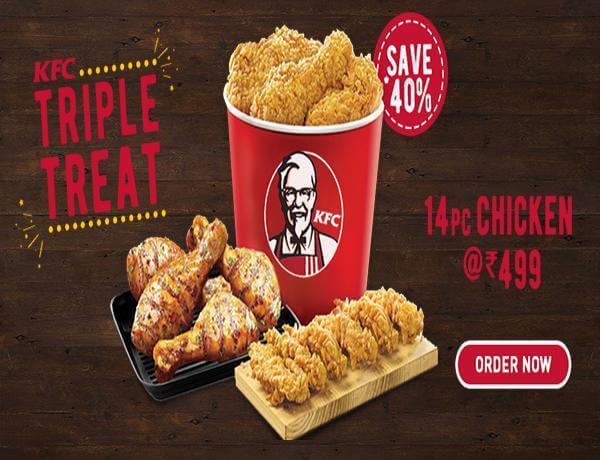 KFC
TRIPLE
TREAT
SAVE
40%
KFC
14PC CHICKEN
@₹499
ORDER NOW